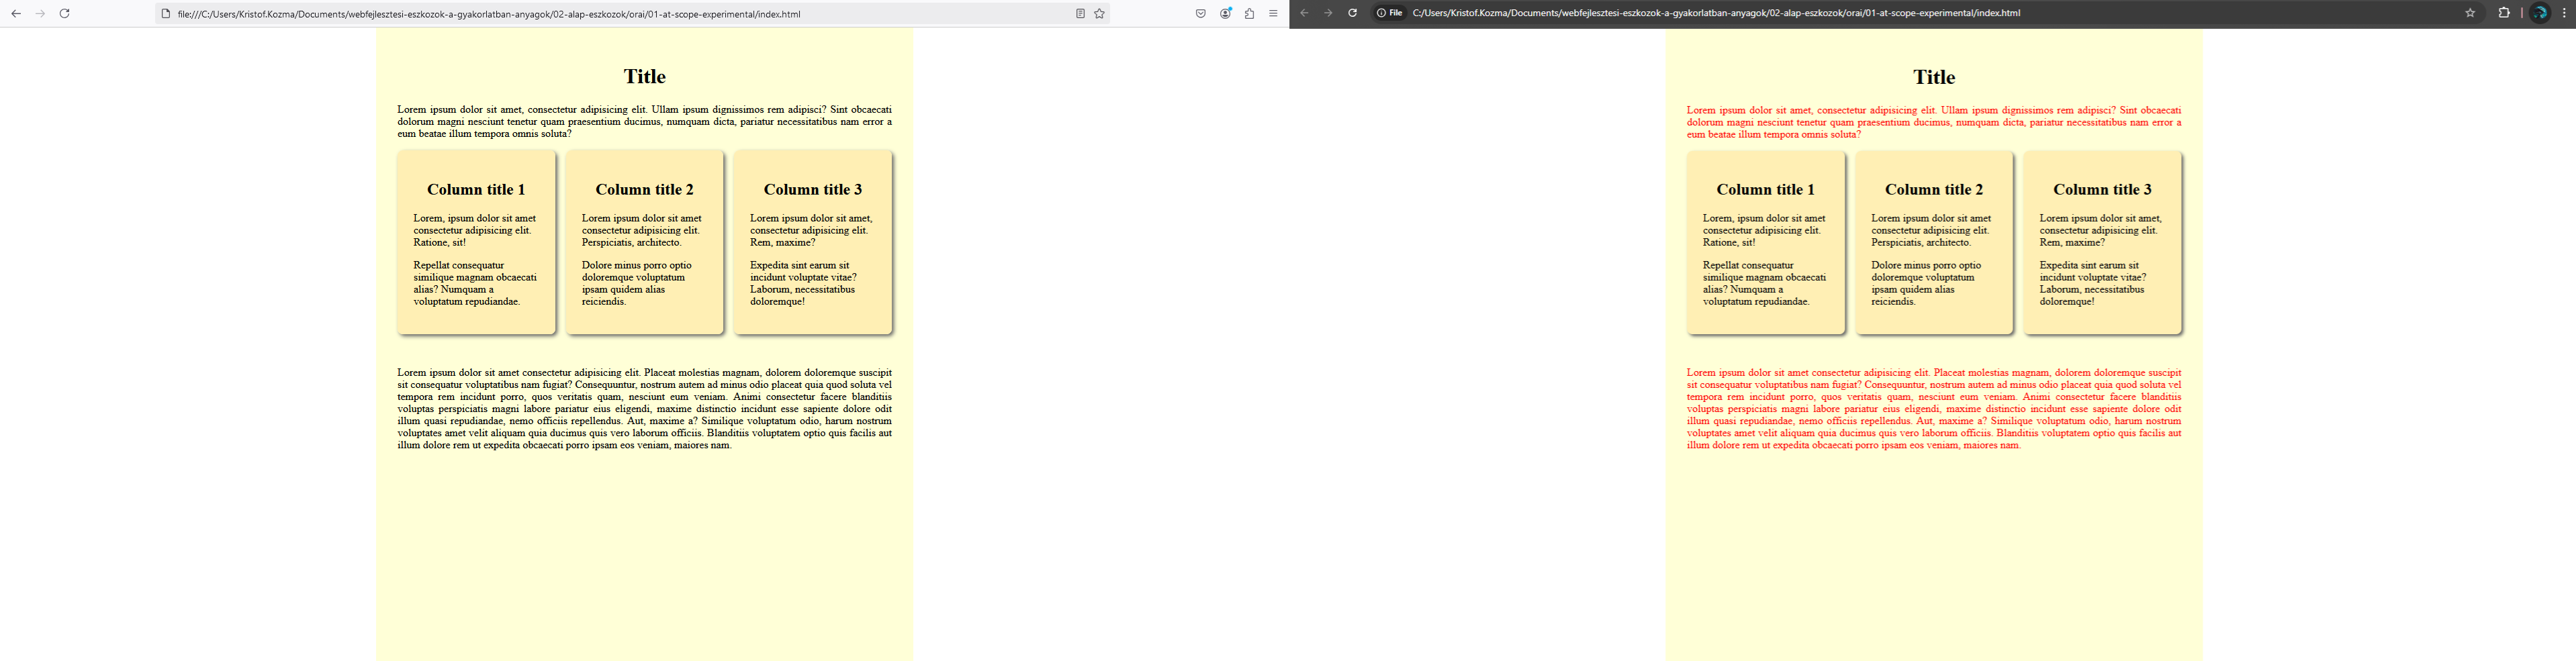 file:///C:/Users/Kristof.Kozma/Documents/webfejlesztesi-eszkozok-a-gyakorlatban-anyagok/02-alap-eszkozok/orai/01-at-scope-experimental/index.html
Title
Lorem ipsum dolor sit amet, consectetur adipisicing elit. Ullam ipsum dignissimos rem adipisci? Sint obcaecati
dolorum magni nesciunt tenetur quam praesentium ducimus, numquam dicta, pariatur necessitatibus nam error a
eum beatae illum tempora omnis soluta?
Column title 1
Lorem, ipsum dolor sit amet
consectetur adipisicing elit.
Ratione, sit!
Repellat consequatur
similique magnam obcaecati
alias? Numquam a
voluptatum repudiandae.
Column title 2
Lorem ipsum dolor sit amet
consectetur adipisicing elit.
Perspiciatis, architecto.
Dolore minus porro optio
doloremque voluptatum
ipsam quidem alias
reiciendis.
Column title 3
Lorem ipsum dolor sit amet,
consectetur adipisicing elit.
Rem, maxime?
Expedita sint earum sit
incidunt voluptate vitae?
Laborum, necessitatibus
doloremque!
Lorem ipsum dolor sit amet consectetur adipisicing elit. Placeat molestias magnam, dolorem doloremque suscipit
sit consequatur voluptatibus nam fugiat? Consequuntur, nostrum autem ad minus odio placeat quia quod soluta vel
tempora rem incidunt porro, quos veritatis quam, nesciunt eum veniam. Animi consectetur facere blanditiis
voluptas perspiciatis magni labore pariatur eius eligendi, maxime distinctio incidunt esse sapiente dolore odit
illum quasi repudiandae, nemo officiis repellendus. Aut, maxime a? Similique voluptatum odio, harum nostrum
voluptates amet velit aliquam quia ducimus quis vero laborum officiis. Blanditiis voluptatem optio quis facilis aut
illum dolore rem ut expedita obcaecati porro ipsam eos veniam, maiores nam.
File C:/Users/Kristof.Kozma/Documents/webfejlesztesi-eszkozok-a-gyakorlatban-anyagok/02-alap-eszkozok/orai/01-at-scope-experimental/index.html
Title
Lorem ipsum dolor sit amet, consectetur adipisicing elit. Ullam ipsum dignissimos rem adipisci? Sint obcaecati
dolorum magni nesciunt tenetur quam praesentium ducimus, numquam dicta, pariatur necessitatibus nam error a
eum beatae illum tempora omnis soluta?
Column title 1
Lorem, ipsum dolor sit amet
consectetur adipisicing elit.
Ratione, sit!
Repellat consequatur
similique magnam obcaecati
alias? Numquam a
voluptatum repudiandae.
Column title 2
Lorem ipsum dolor sit amet
consectetur adipisicing elit.
Perspiciatis, architecto.
Dolore minus porro optio
doloremque voluptatum
ipsam quidem alias
reiciendis.
Column title 3
Lorem ipsum dolor sit amet,
consectetur adipisicing elit.
Rem, maxime?
Expedita sint earum sit
incidunt voluptate vitae?
Laborum, necessitatibus
doloremque!
Lorem ipsum dolor sit amet consectetur adipisicing elit. Placeat molestias magnam, dolorem doloremque suscipit
sit consequatur voluptatibus nam fugiat? Consequuntur, nostrum autem ad minus odio placeat quia quod soluta vel
tempora rem incidunt porro, quos veritatis quam, nesciunt eum veniam. Animi consectetur facere blanditiis
voluptas perspiciatis magni labore pariatur eius eligendi, maxime distinctio incidunt esse sapiente dolore odit
illum quasi repudiandae, nemo officiis repellendus. Aut, maxime a? Similique voluptatum odio, harum nostrum
voluptates amet velit aliquam quia ducimus quis vero laborum officiis. Blanditiis voluptatem optio quis facilis aut
illum dolore rem ut expedita obcaecati porro ipsam eos veniam, maiores nam.